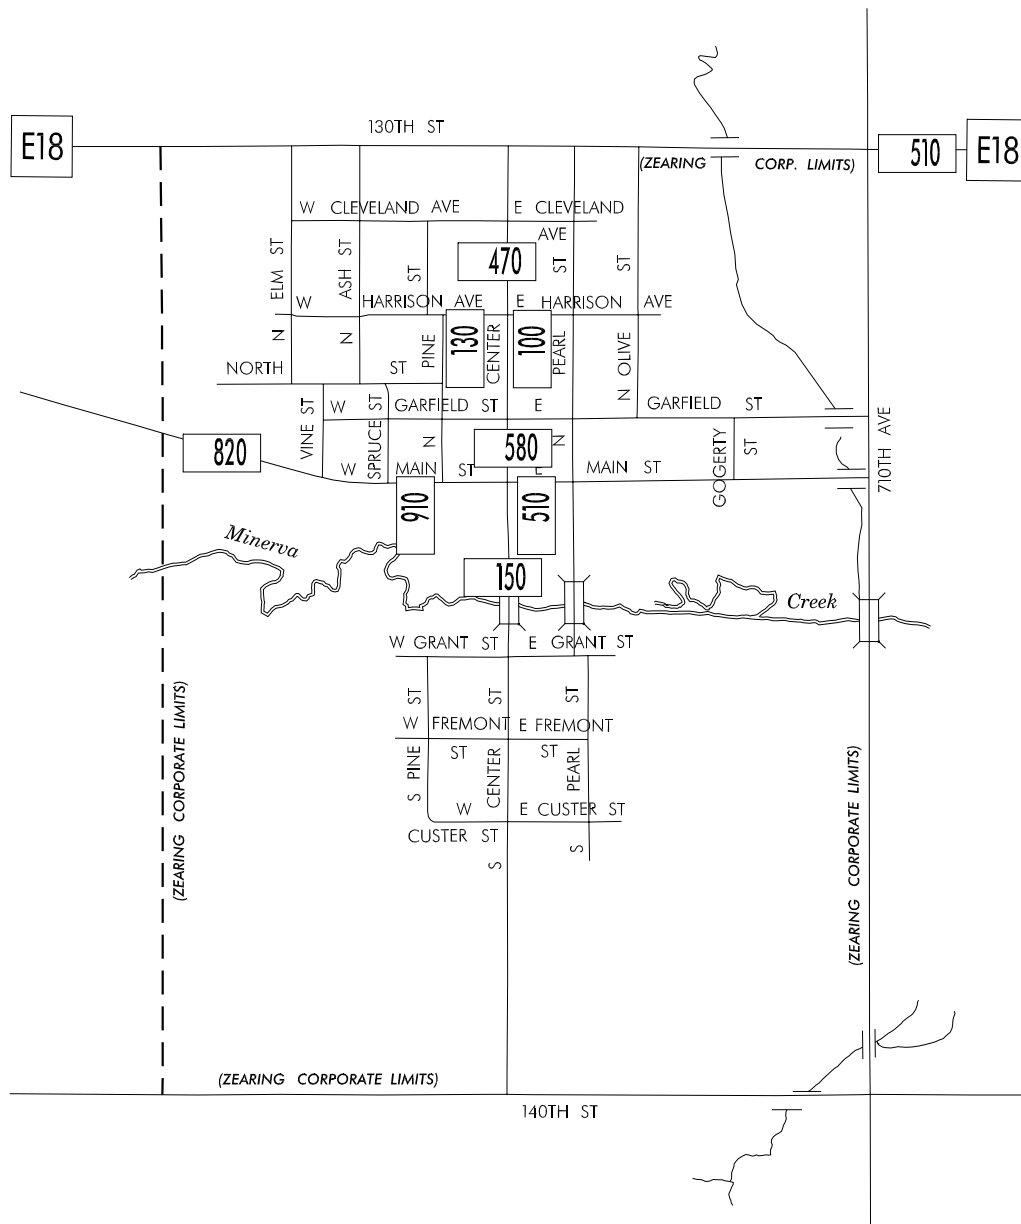 130TH ST
E18
510
E18
(ZEARING CORP. LIMITS)
W CLEVELAND AVE
E CLEVELAND
AVE
N ELM ST
N ASH ST
470
W HARRISON AVE
E HARRISON AVE
N PINE ST
130
CENTER
100
N PEARL ST
N OLIVE ST
NORTH ST
W GARFIELD ST
E GARFIELD ST
VINE ST
SPRUCE ST
820
580
GOGERTY ST
710TH AVE
W MAIN ST
E MAIN ST
910
510
Minerva
150
Creek
W GRANT ST
E GRANT ST
S PINE ST
S CENTER ST
S PEARL ST
W FREMONT
ST
E FREMONT
ST
W
CUSTER ST
E CUSTER ST
(ZEARING CORPORATE LIMITS)
(ZEARING CORPORATE LIMITS)
(ZEARING CORPORATE LIMITS)
140TH ST